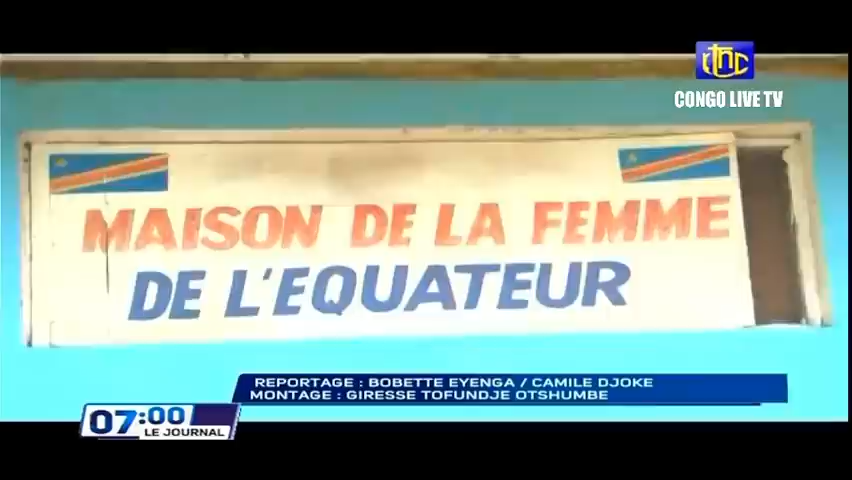 rtnc
CONGO LIVE TV
MAISON DE LA FEMME
DE L'EQUATEUR
REPORTAGE : BOBETTE EYENGA / CAMILE DJOKE
MONTAGE : GIRESSE TOFUNDJE OTSHUMBE
07:00
LE JOURNAL